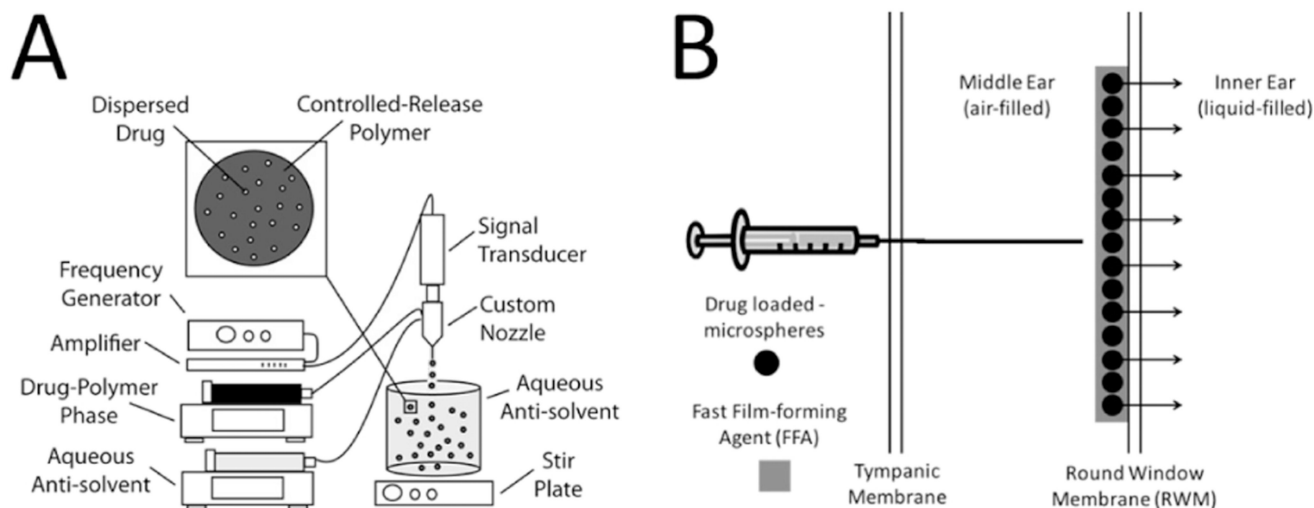 A
Dispersed
Drug
Controlled-Release
Polymer
Signal
Transducer
Frequency
Generator
Custom
Nozzle
Amplifier
Drug-Polymer
Phase
Aqueous
Anti-solvent
Aqueous
Anti-solvent
Stir
Plate
B
Middle Ear
(air-filled)
Inner Ear
(liquid-filled)
Drug loaded -
microspheres
Fast Film-forming
Agent (FFA)
Tympanic
Membrane
Round Window
Membrane (RWM)